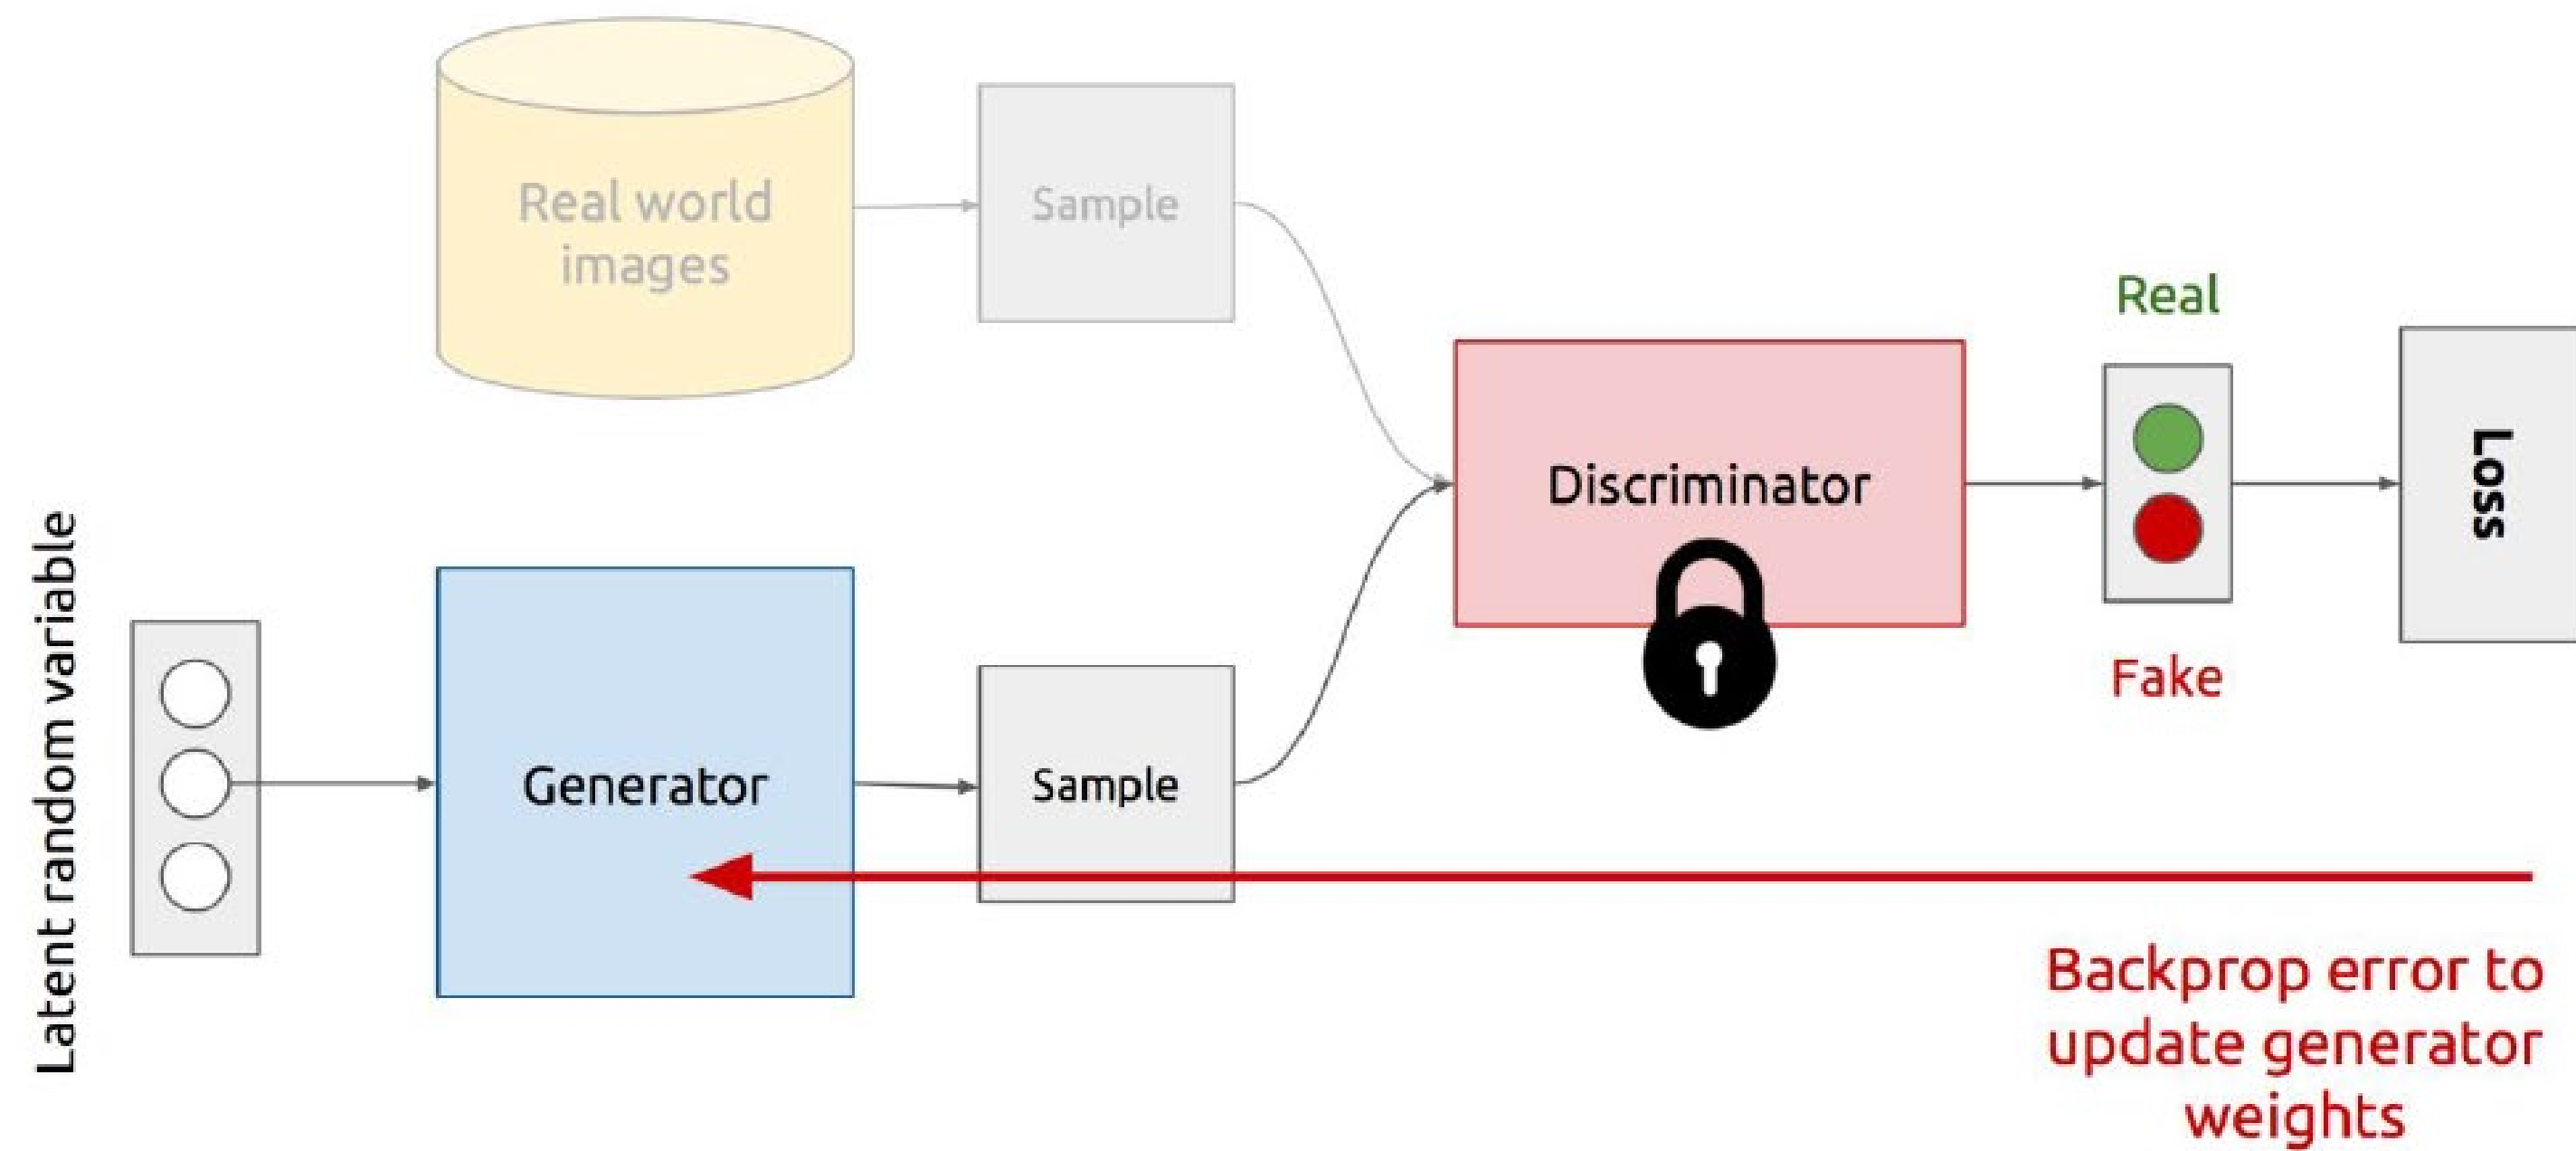 Real world
images
Sample
Real
Discriminator
Loss
Fake
Latent random variable
Generator
Sample
Backprop error to
update generator
weights